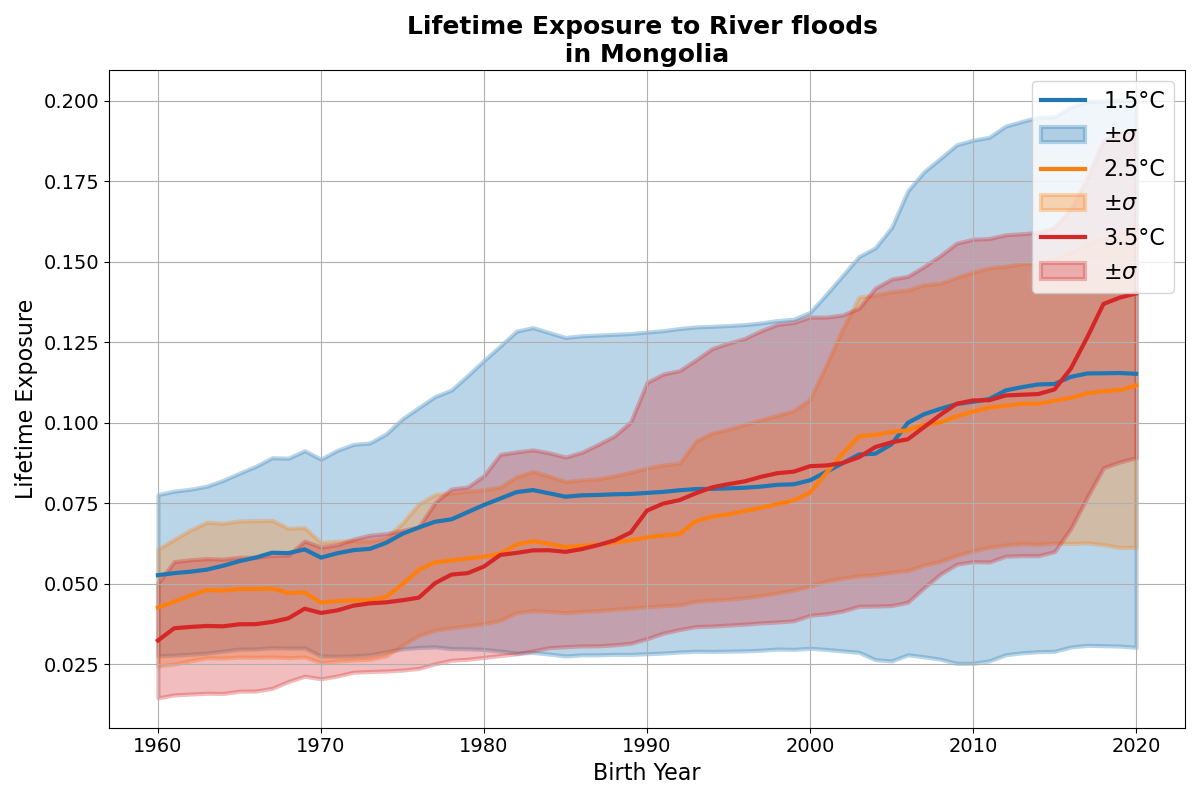 Lifetime Exposure to River floods
in Mongolia
Lifetime Exposure
0.200
0.175
0.150
0.125
0.100
0.075
0.050
0.025
1960 1970 1980 1990 2000 2010 2020
Birth Year
1.5°C
±σ
2.5°C
±σ
3.5°C
±σ